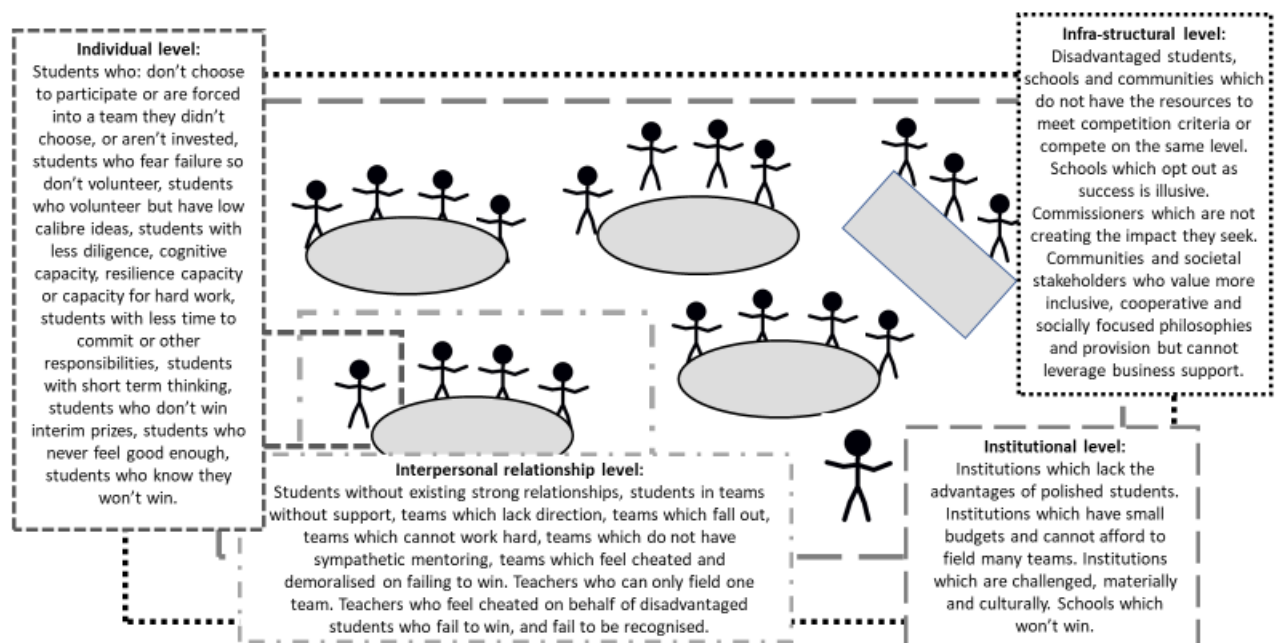 Individual level:
Students who: don't choose
to participate or are forced
into a team they didn't
choose, or aren't invested,
students who fear failure so
don't volunteer, students
who volunteer but have low
calibre ideas, students with
less diligence, cognitive
capacity, resilience capacity
or capacity for hard work,
students with less time to
commit or other
responsibilities, students
with short term thinking,
students who don't win
interim prizes, students who
never feel good enough,
students who know they
won't win.
Infra-structural level:
Disadvantaged students,
schools and communities which
do not have the resources to
meet competition criteria or
compete on the same level.
Schools which opt out as
success is illusive.
Commissioners which are not
creating the impact they seek.
Communities and societal
stakeholders who value more
inclusive, cooperative and
socially focused philosophies
and provision but cannot
leverage business support.
Interpersonal relationship level:
Students without existing strong relationships, students in teams
without support, teams which lack direction, teams which fall out,
teams which cannot work hard, teams which do not have
sympathetic mentoring, teams which feel cheated and
demoralised on failing to win. Teachers who can only field one
team. Teachers who feel cheated on behalf of disadvantaged
students who fail to win, and fail to be recognised.
Institutional level:
Institutions which lack the
advantages of polished students.
Institutions which have small
budgets and cannot afford to
field many teams. Institutions
which are challenged, materially
and culturally. Schools which
won't win.